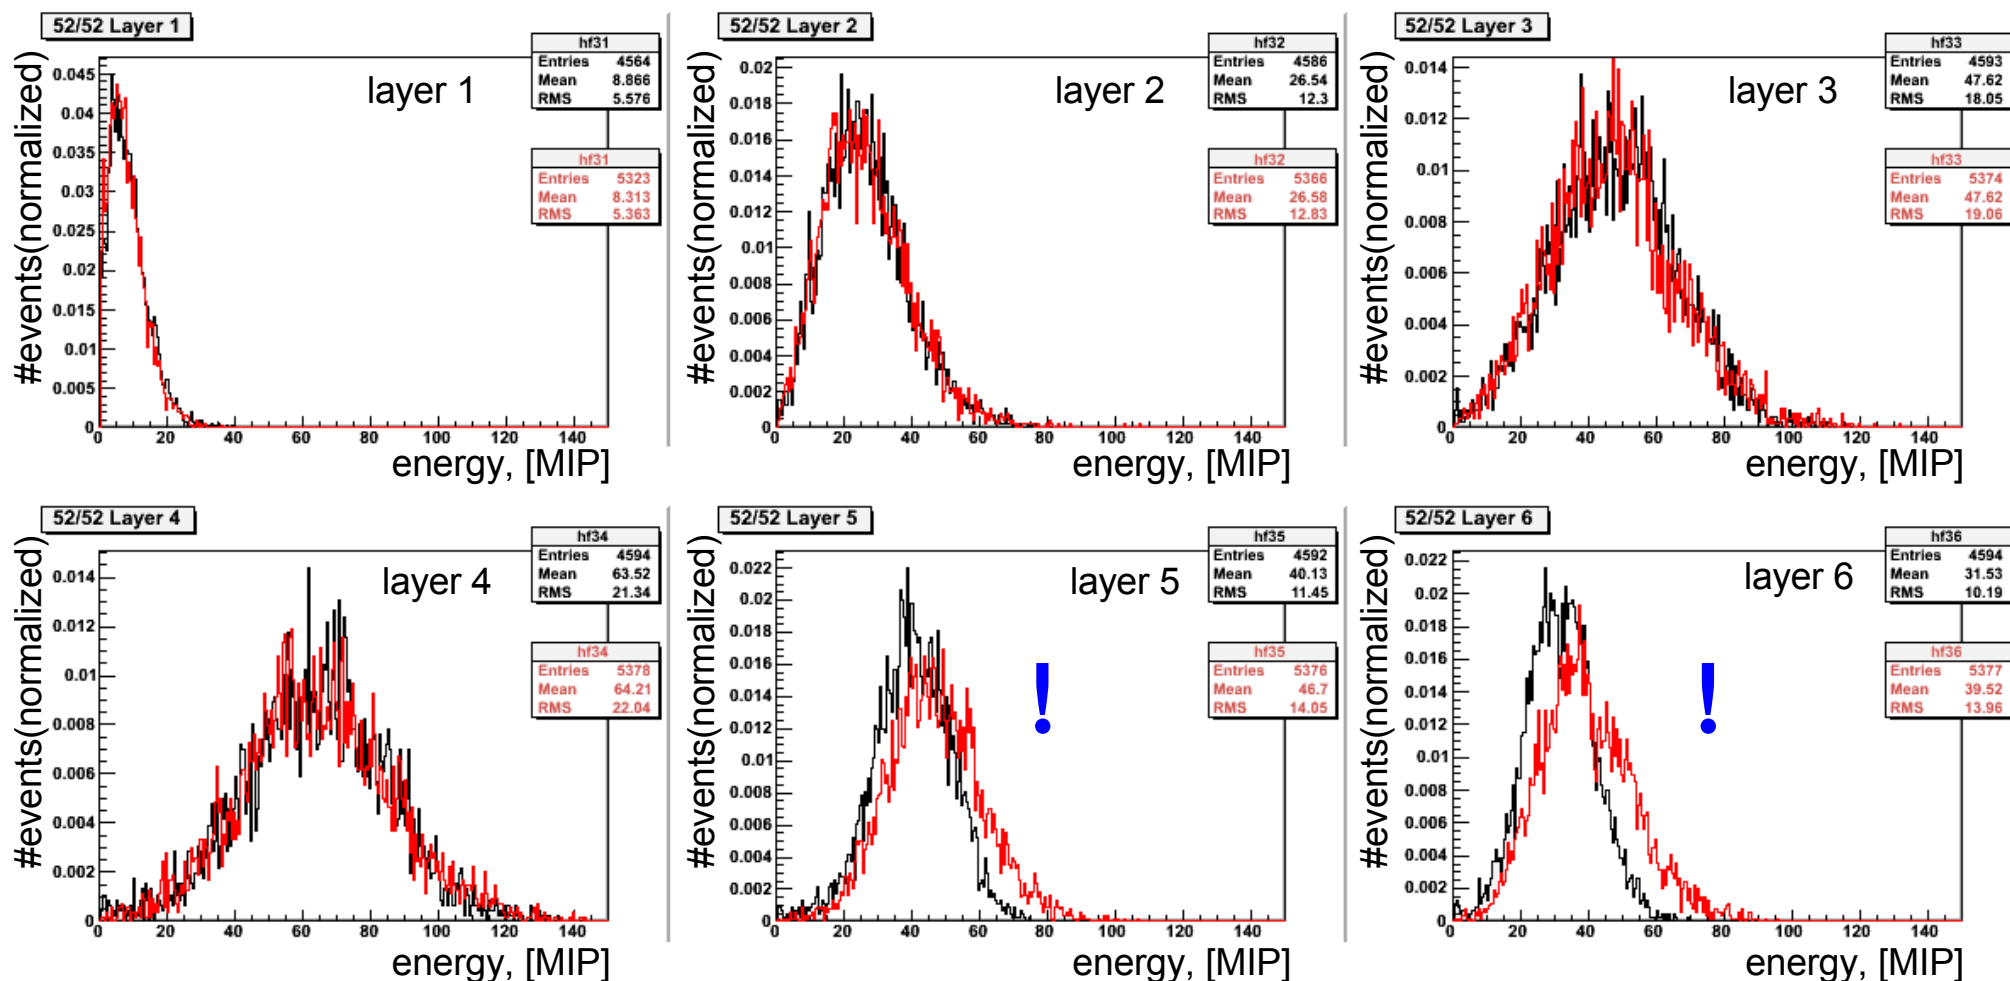 52/52 Layer 1
hf31
Entries 4564
Mean 8.866
RMS 5.576
hf31
Entries 5323
Mean 8.313
RMS 5.363
layer 1
#events(normalized)
0.045
0.04
0.035
0.03
0.025
0.02
0.015
0.01
0.005
0
0 20 40 60 80 100 120 140
energy, [MIP]
52/52 Layer 2
hf32
Entries 4586
Mean 26.54
RMS 12.3
hf32
Entries 5366
Mean 26.58
RMS 12.83
layer 2
#events(normalized)
0.02
0.018
0.016
0.014
0.012
0.01
0.008
0.006
0.004
0.002
0
0 20 40 60 80 100 120 140
energy, [MIP]
52/52 Layer 3
hf33
Entries 4593
Mean 47.62
RMS 18.05
hf33
Entries 5374
Mean 47.62
RMS 19.06
layer 3
#events(normalized)
0.014
0.012
0.01
0.008
0.006
0.004
0.002
0
0 20 40 60 80 100 120 140
energy, [MIP]
52/52 Layer 4
hf34
Entries 4594
Mean 63.52
RMS 21.34
hf34
Entries 5378
Mean 64.21
RMS 22.04
layer 4
#events(normalized)
0.014
0.012
0.01
0.008
0.006
0.004
0.002
0
0 20 40 60 80 100 120 140
energy, [MIP]
52/52 Layer 5
hf35
Entries 4592
Mean 40.13
RMS 11.45
hf35
Entries 5376
Mean 46.7
RMS 14.05
layer 5
!
#events(normalized)
0.022
0.02
0.018
0.016
0.014
0.012
0.01
0.008
0.006
0.004
0.002
0
0 20 40 60 80 100 120 140
energy, [MIP]
52/52 Layer 6
hf36
Entries 4594
Mean 31.53
RMS 10.19
hf36
Entries 5377
Mean 39.52
RMS 13.96
layer 6
!
#events(normalized)
0.022
0.02
0.018
0.016
0.014
0.012
0.01
0.008
0.006
0.004
0.002
0
0 20 40 60 80 100 120 140
energy, [MIP]